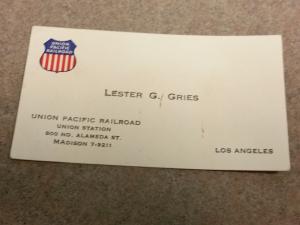 UNION
PACIFIC
RAILROAD
LESTER G. GRIES
UNION PACIFIC RAILROAD
UNION STATION
800 NO. ALAMEDA ST.
MADISON 7-9211
LOS ANGELES